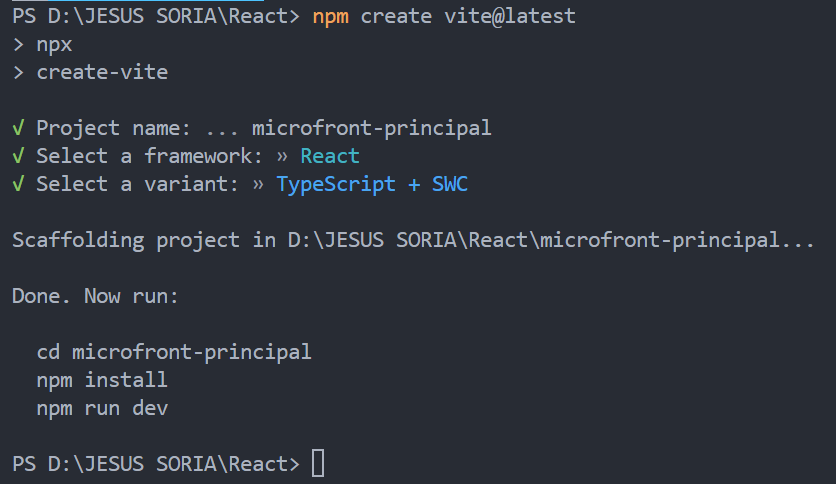 PS D:\JESUS SORIA\React> npm create vite@latest
> npx
> create-vite
√ Project name: ... microfront-principal
√ Select a framework: » React
√ Select a variant: » TypeScript + SWC
Scaffolding project in D:\JESUS SORIA\React\microfront-principal...
Done. Now run:
cd microfront-principal
npm install
npm run dev
PS D:\JESUS SORIA\React>